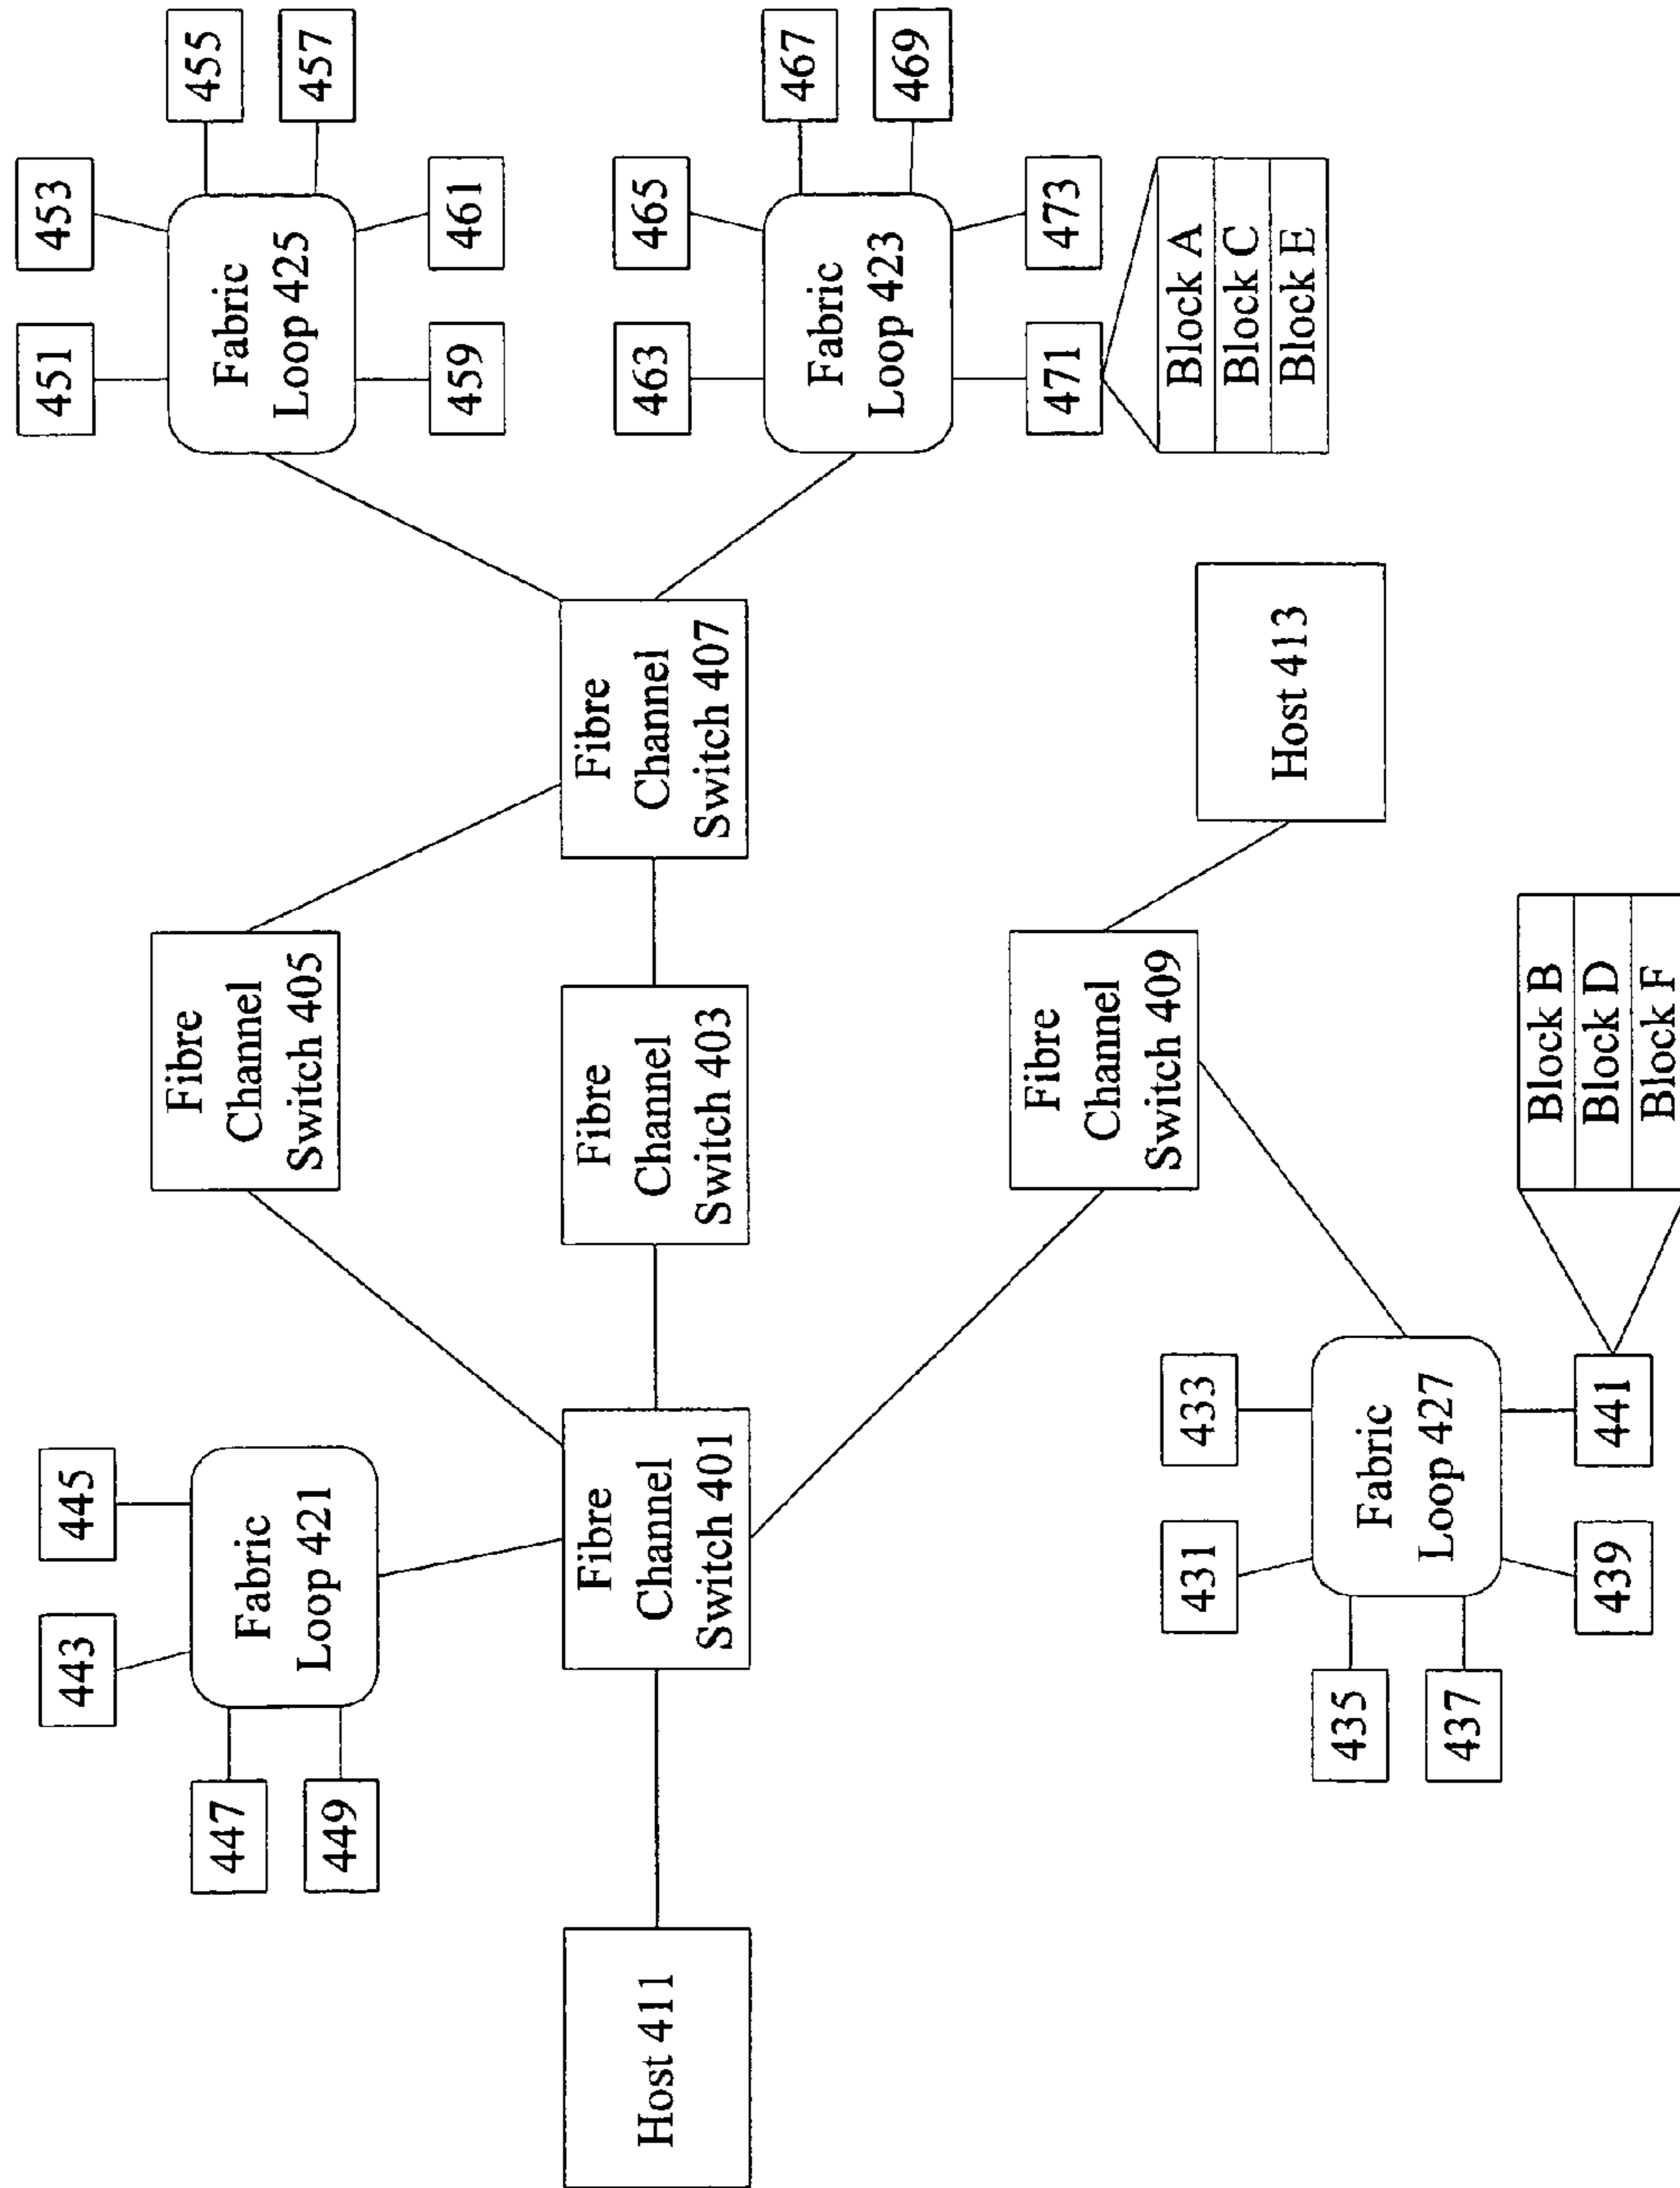 445
443
Fabric
Loop 421
447
449
Host 411
Fibre
Channel
Switch 401
Fibre
Channel
Switch 405
Fibre
Channel
Switch 403
Fibre
Channel
Switch 407
451
453
Fabric
Loop 425
455
457
459
461
463
465
Fabric
Loop 423
467
469
471
473
Block A
Block C
Block E
Fibre
Channel
Switch 409
Host 413
431
433
435
437
Fabric
Loop 427
439
441
Block B
Block D
Block F